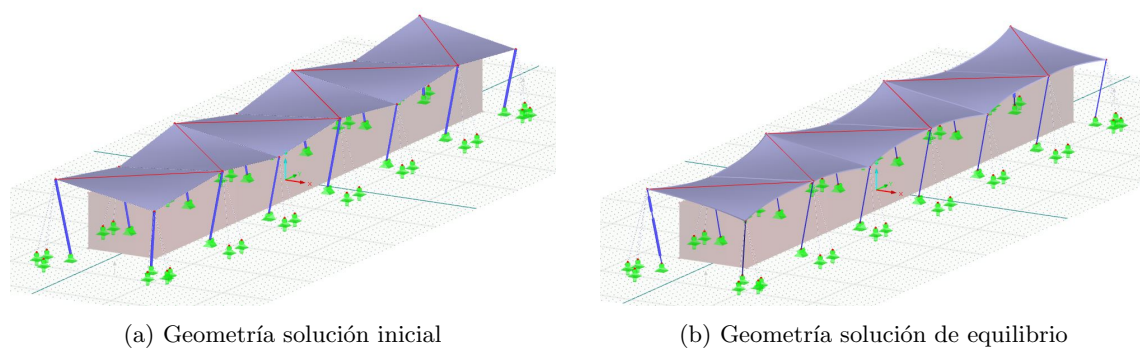 X
X
(a) Geometría solución inicial
(b) Geometría solución de equilibrio